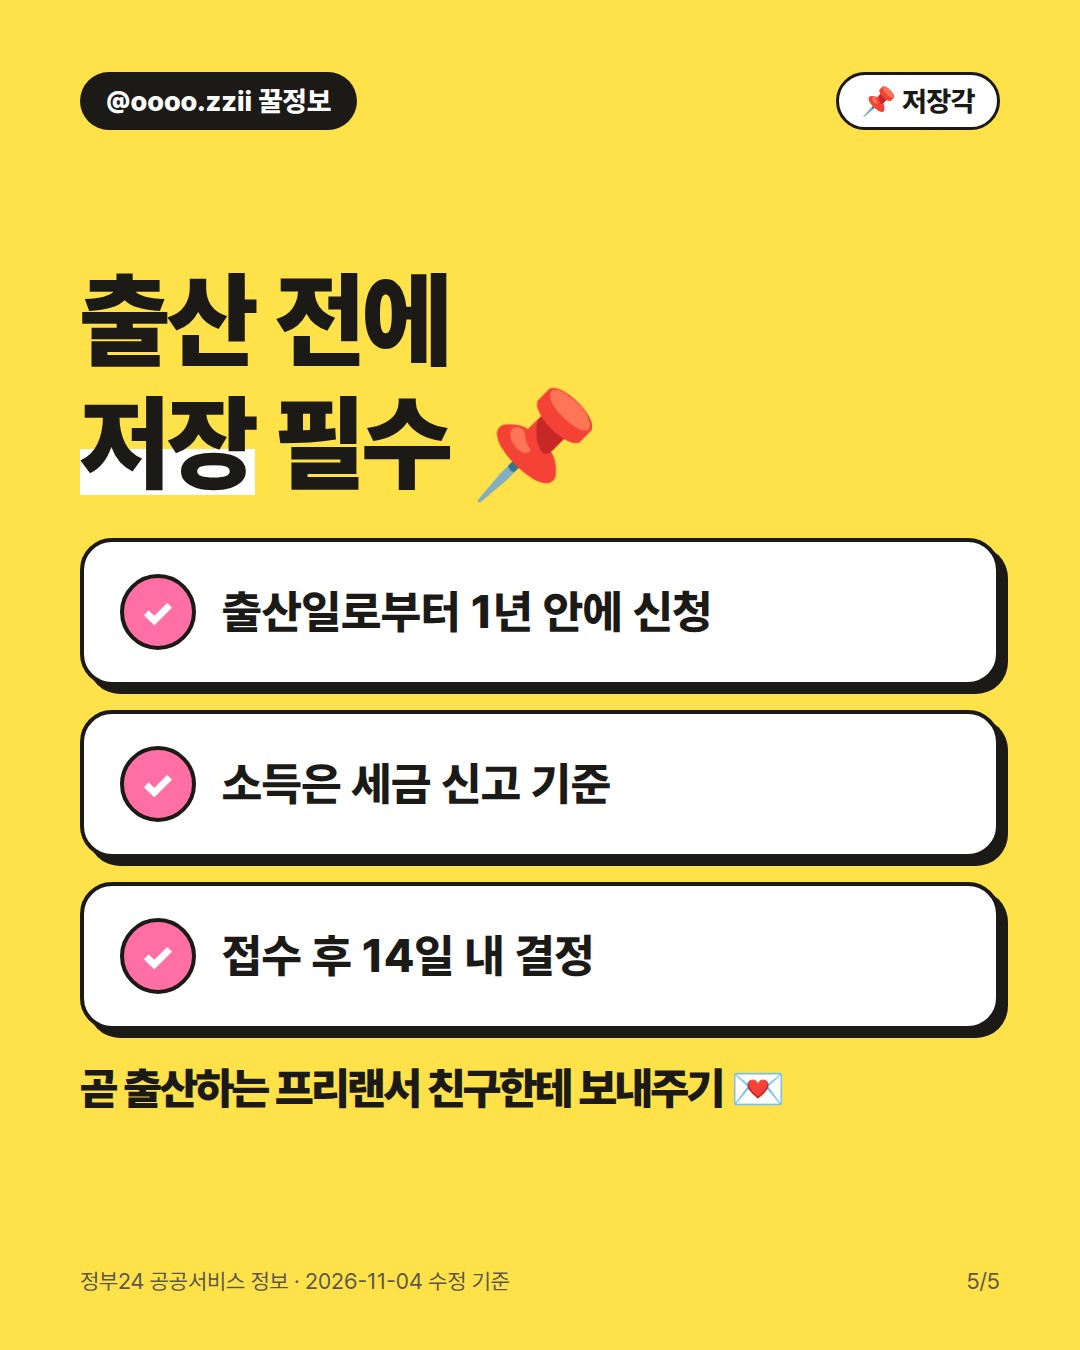 @oooo.zzii 꿀정보
📌 저장각
출산 전에
저장 필수 📌
출산일로부터 1년 안에 신청
소득은 세금 신고 기준
접수 후 14일 내 결정
곧 출산하는 프리랜서 친구한테 보내주기 💌
정부24 공공서비스 정보 · 2026-11-04 수정 기준
5/5